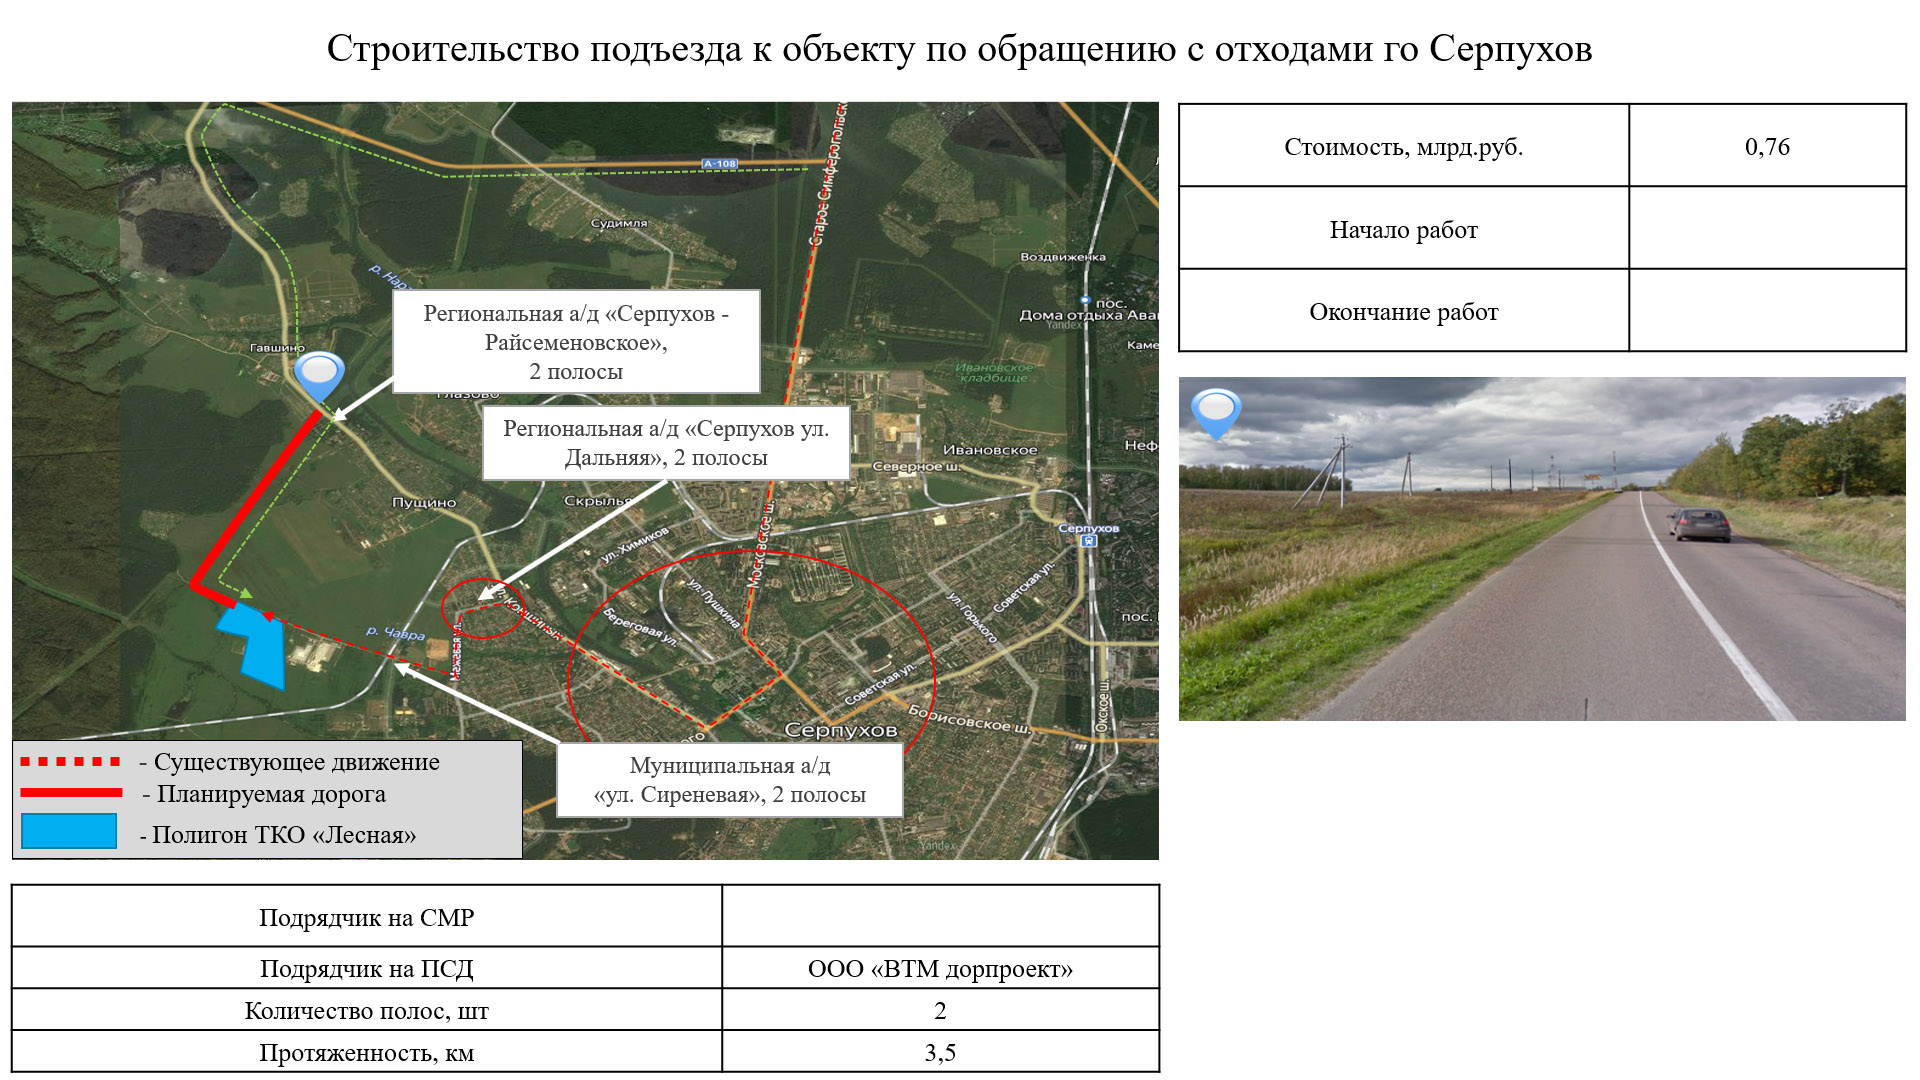 Строительство подъезда к объекту по обращению с отходами го Серпухов
А-108
Старое Симферопольск
Судимля
Воздвиженка
р. Нар
пос.
Дома отдыха Ава
Yandex
Каме
Гавшино
Региональная а/д «Серпухов -
Райсеменовское»,
2 полосы
Ивановское
кладбище
Глазово
Региональная а/д «Серпухов ул.
Дальняя», 2 полосы
Ивановское
Неф
Северное ш.
Пущино
Скрылья
Московское ш.
Серпухов
ул. Химиков
ул. Пушкина
Советская ул.
ул. Горького
Береговая ул.
пос.
р. Чавра
Межевая ул.
Советская ул.
Окское ш.
Борисовское ш.
Серпухов
Муниципальная а/д
«ул. Сиреневая», 2 полосы
Yandex
- Существующее движение
- Планируемая дорога
- Полигон ТКО «Лесная»
Стоимость, млрд.руб. 0,76
Начало работ
Окончание работ
Подрядчик на СМР
Подрядчик на ПСД ООО «ВТМ дорпроект»
Количество полос, шт 2
Протяженность, км 3,5